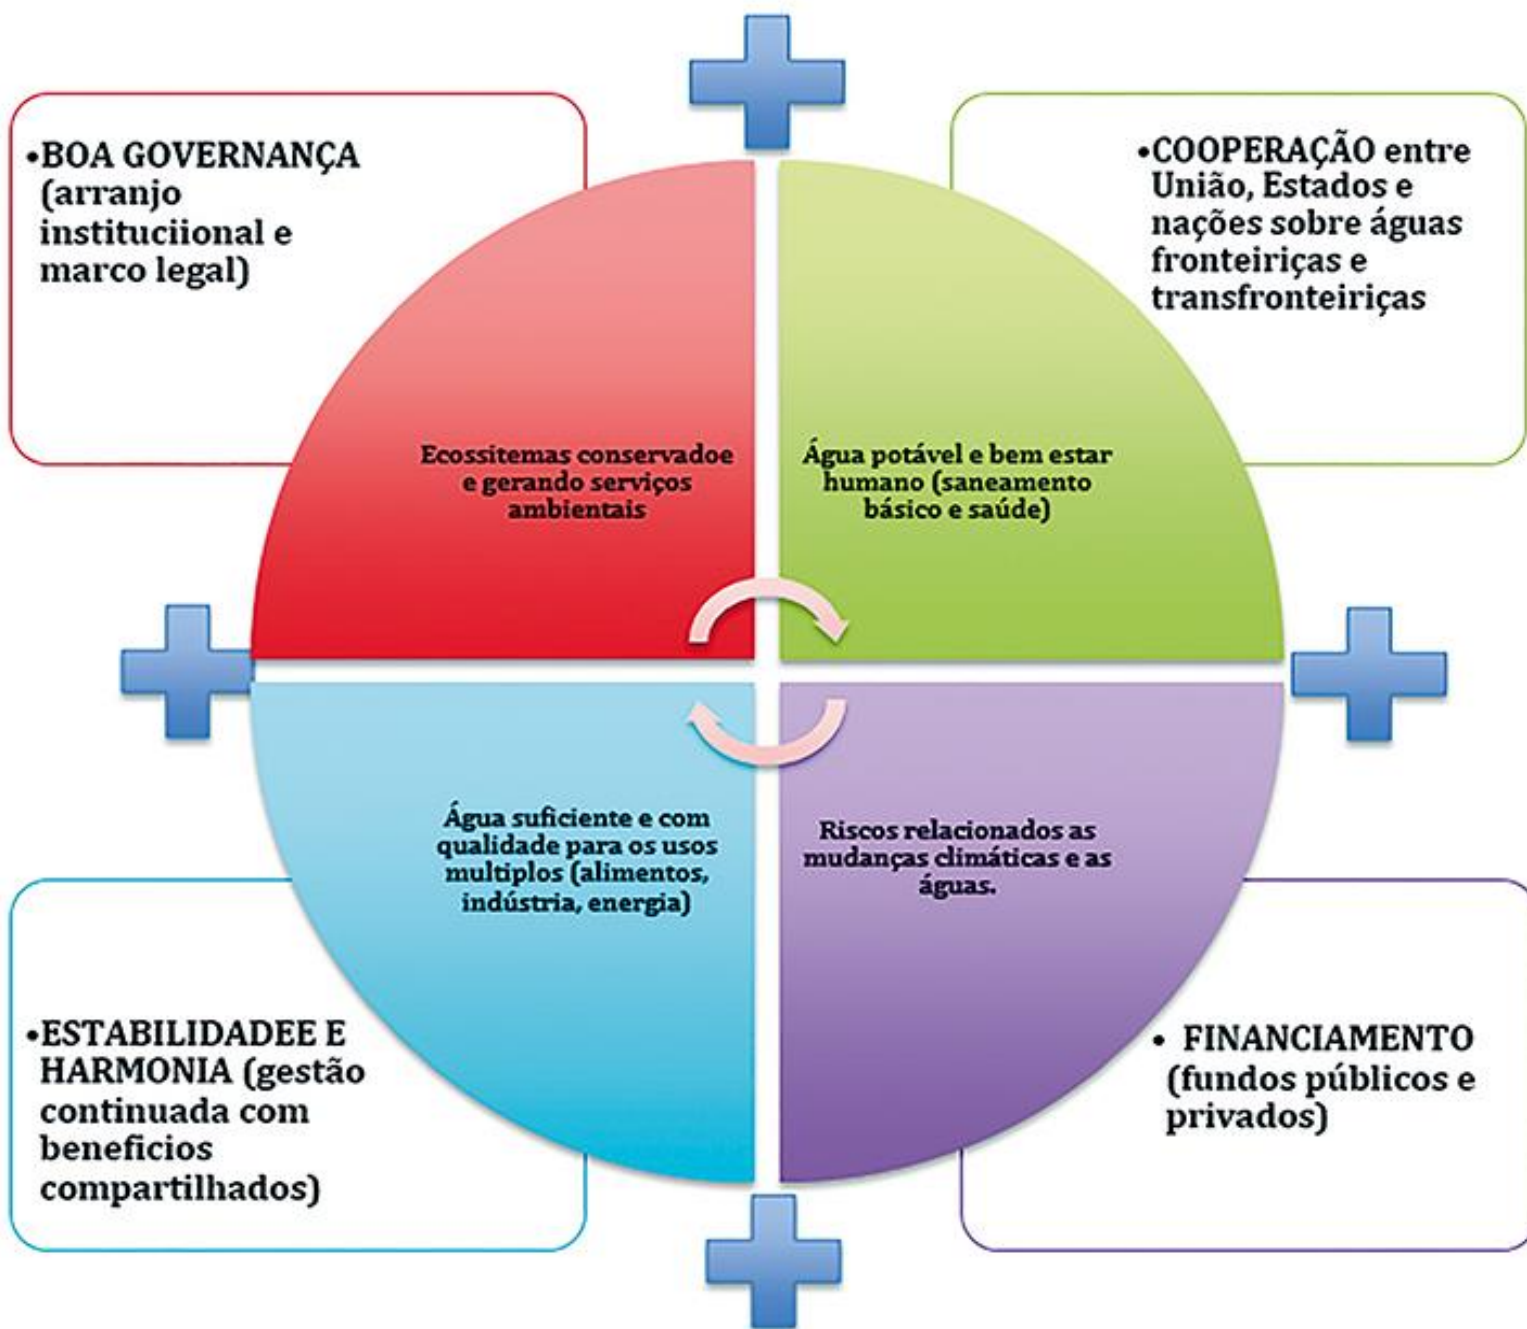 •BOA GOVERNANÇA
(arranjo
instituciional e
marco legal)
•COOPERAÇÃO entre
União, Estados e
nações sobre águas
fronteiriças e
transfronteiriças
Ecossitemas conservadoe
e gerando serviços
ambientais
Água potável e bem estar
humano (saneamento
básico e saúde)
Água suficiente e com
qualidade para os usos
multiplos (alimentos,
indústria, energia)
Riscos relacionados as
mudanças climáticas e as
águas.
•ESTABILIDADEE E
HARMONIA (gestão
continuada com
beneficios
compartilhados)
• FINANCIAMENTO
(fundos públicos e
privados)